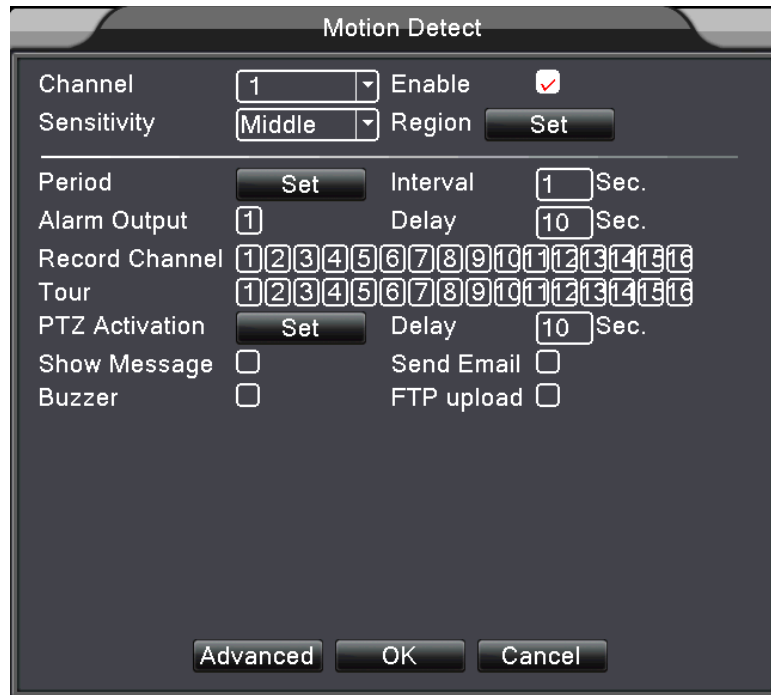 Motion Detect
Channel 1 Enable
Sensitivity Middle Region Set
Period Set Interval 1 Sec.
Alarm Output 1 Delay 10 Sec.
Record Channel 1 2 3 4 5 6 7 8 9 10 11 12 13 14 15 16
Tour 1 2 3 4 5 6 7 8 9 10 11 12 13 14 15 16
PTZ Activation Set Delay 10 Sec.
Show Message Send Email
Buzzer FTP upload
Advanced OK Cancel